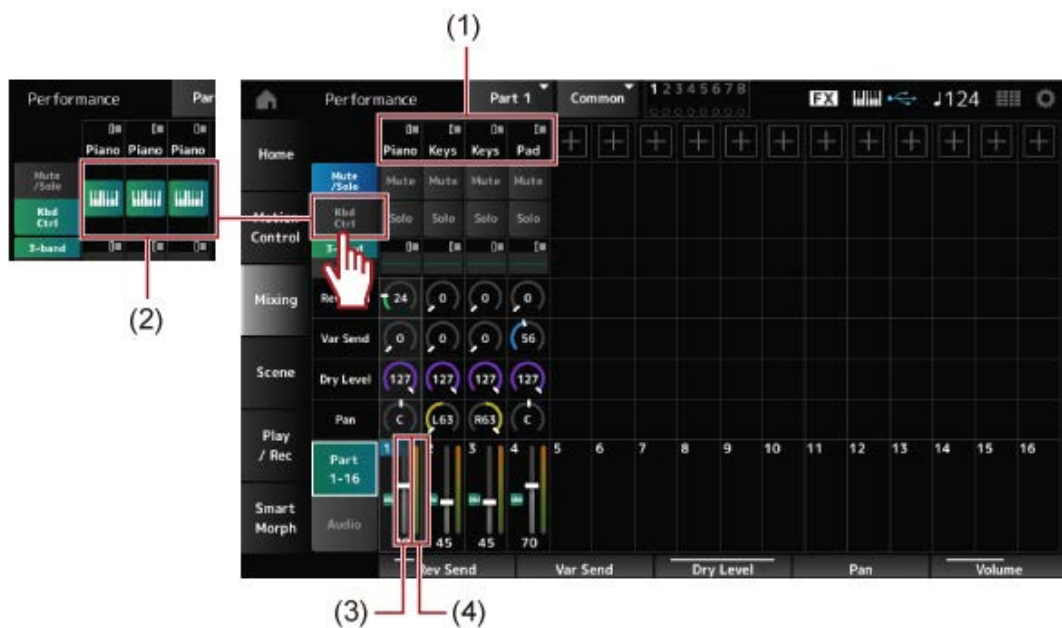 (1)
Performance Par
Piano Piano Piano
Mute
/Solo
Kbd
Ctrl
3-band
(2)
Performance Part 1 Common 1 2 3 4 5 6 7 8 FX ♩124
Home
Piano Keys Keys Pad
Mute
/Solo
Mute Mute Mute Mute
Kbd
Ctrl
Solo Solo Solo Solo
Control
Mixing
24 0 0 0
Var Send 0 0 0 56
Scene
Dry Level 127 127 127 127
Pan C L63 R63 C
Play
/ Rec
Part
1-16
1 2 3 4 5 6 7 8 9 10 11 12 13 14 15 16
Smart
Morph
Audio
45 45 70
Rev Send Var Send Dry Level Pan Volume
(3) (4)